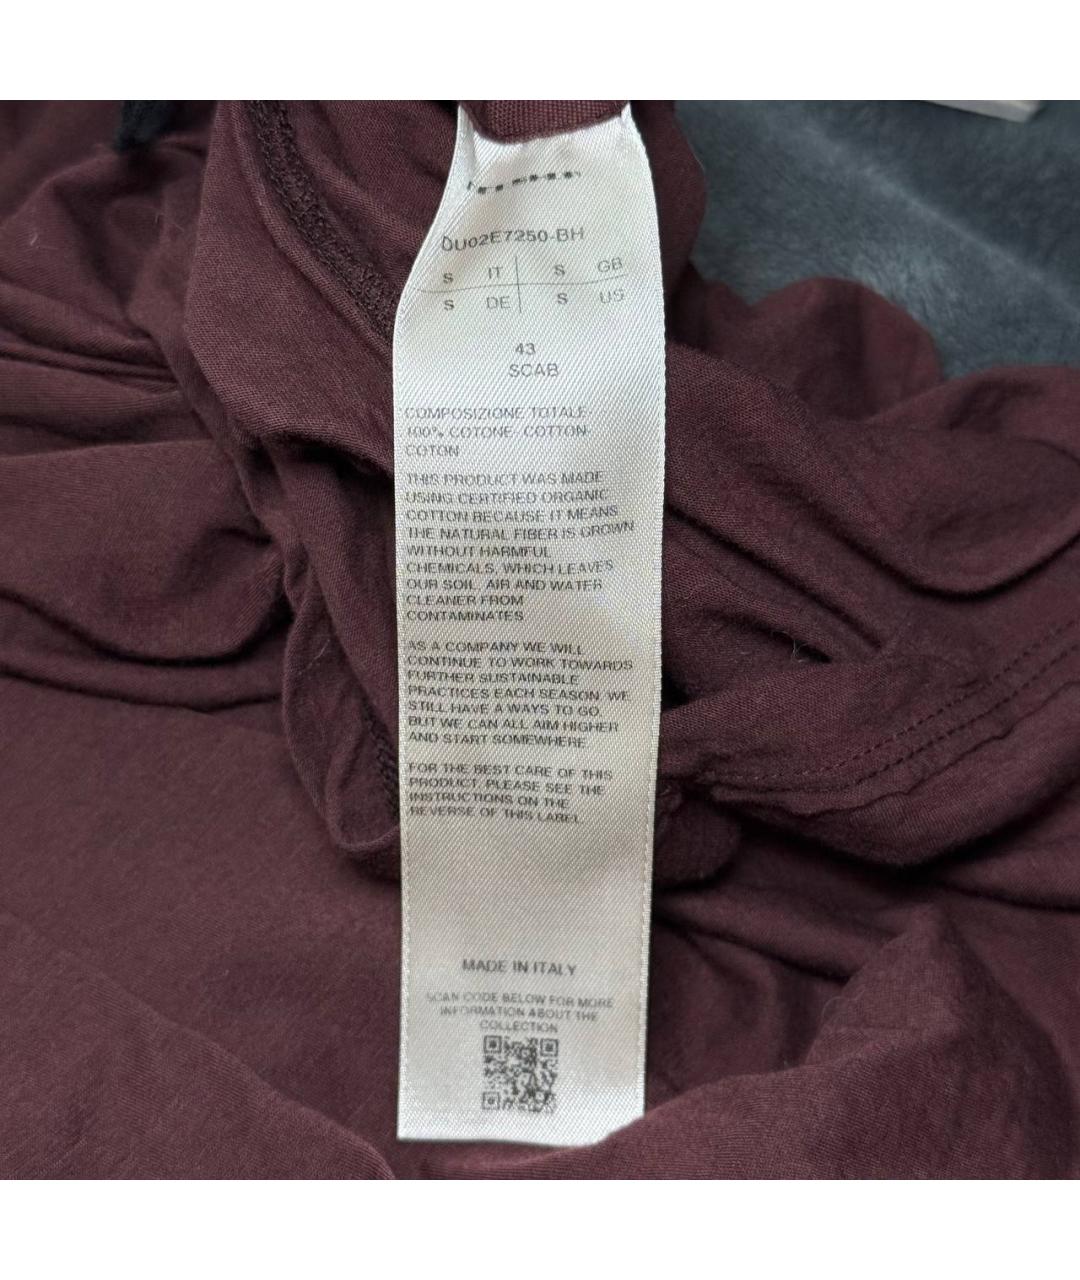 DU02E7250-BH
S IT S GB
S DE S US
43
SCAB
COMPOSIZIONE TOTALE-
100% COTONE- COTTON-
COTON
THIS PRODUCT WAS MADE
USING CERTIFIED ORGANIC
COTTON BECAUSE IT MEANS
THE NATURAL FIBER IS GROWN
WITHOUT HARMFUL
CHEMICALS, WHICH LEAVES
OUR SOIL, AIR AND WATER
CLEANER FROM
CONTAMINATES
AS A COMPANY WE WILL
CONTINUE TO WORK TOWARDS
FURTHER SUSTAINABLE
PRACTICES EACH SEASON. WE
STILL HAVE A WAYS TO GO,
BUT WE CAN ALL AIM HIGHER
AND START SOMEWHERE
FOR THE BEST CARE OF THIS
PRODUCT, PLEASE SEE THE
INSTRUCTIONS ON THE
REVERSE OF THIS LABEL
MADE IN ITALY
SCAN CODE BELOW FOR MORE
INFORMATION ABOUT THE
COLLECTION